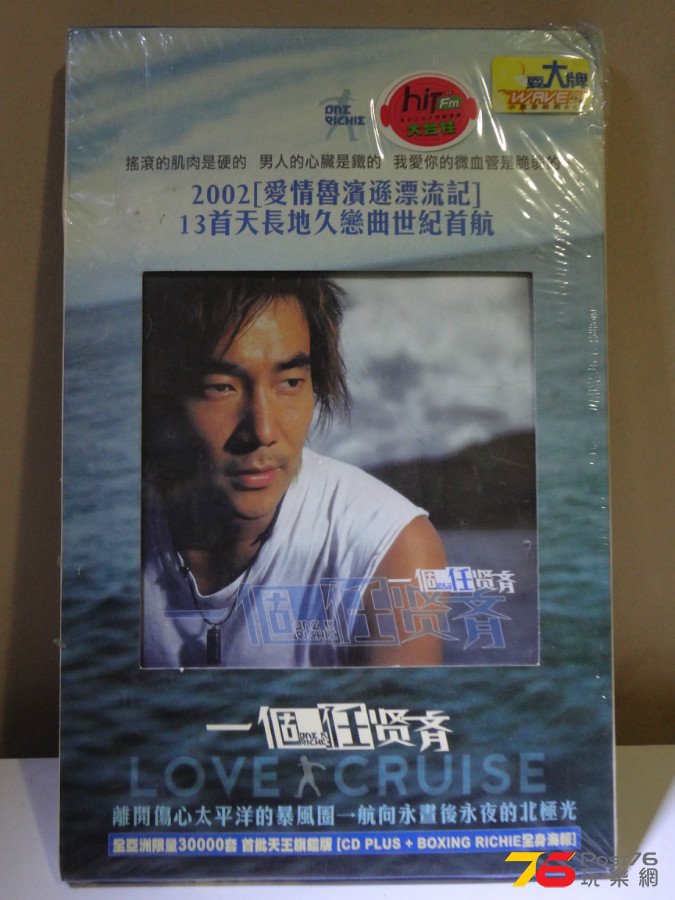 ONE
RICHIE
hit Fm
大台柱
大牌
WAVE
搖滾的肌肉是硬的 男人的心臟是鐵的 我愛你的微血管是脆弱的
2002[愛情魯濱遜漂流記]
13首天長地久戀曲世紀首航
一個任賢齊
一個任賢齊
ONE N
RICHIE
一個任賢齊
ONE N
RICHIE
LOVE CRUISE
離開傷心太平洋的暴風圈一航向永晝後永夜的北極光
全亞洲限量30000套 首批天王旗艦版 [CD PLUS + BOXING RICHIE全身海報]
76 Post76
玩樂網